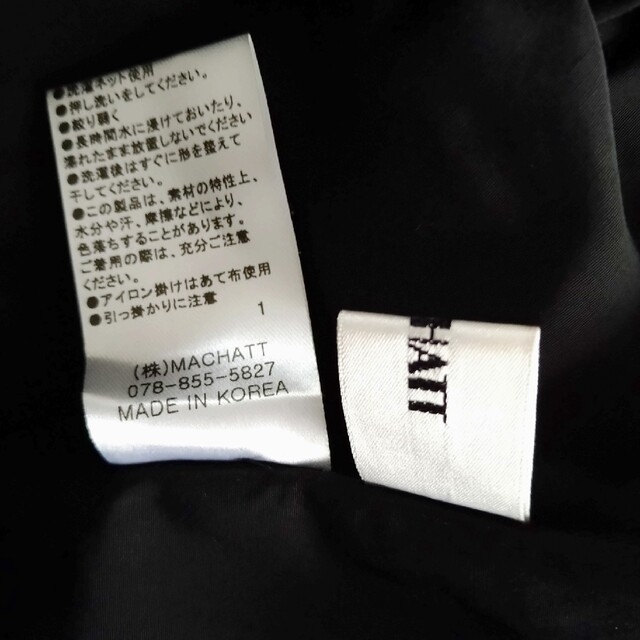 ●洗濯ネット使用
●押し洗いをしてください。
●絞り弱く
●長時間水に浸けておいたり、
濡れたまま放置しないでください
●洗濯後はすぐに形を整えて
干してください。
●この製品は、素材の特性上、
水分や汗、摩擦などにより、
色落ちすることがあります。
ご着用の際は、充分ご注意
ください。
●アイロン掛けはあて布使用
●引っ掛かりに注意
1
(株)MACHATT
078-855-5827
MADE IN KOREA
HATT